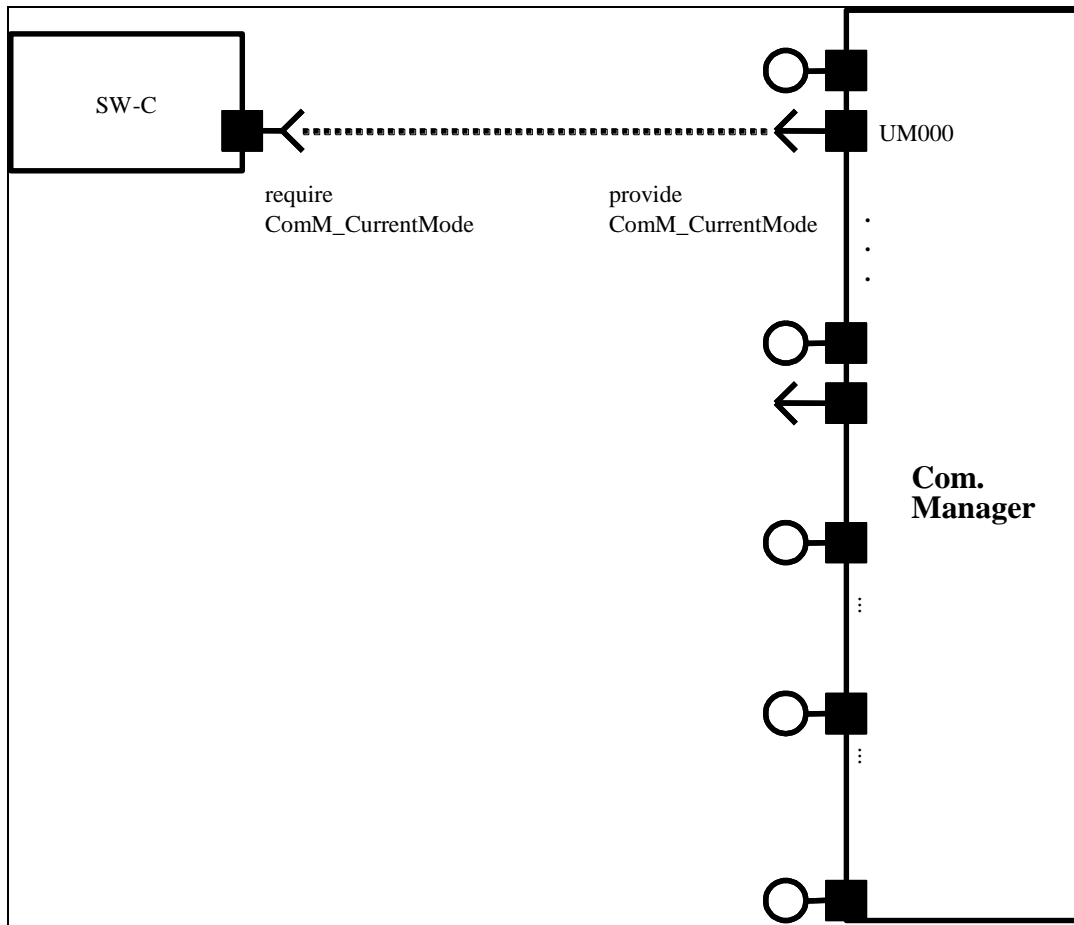 SW-C
UM000
require
ComM_CurrentMode
provide
ComM_CurrentMode
Com.
Manager